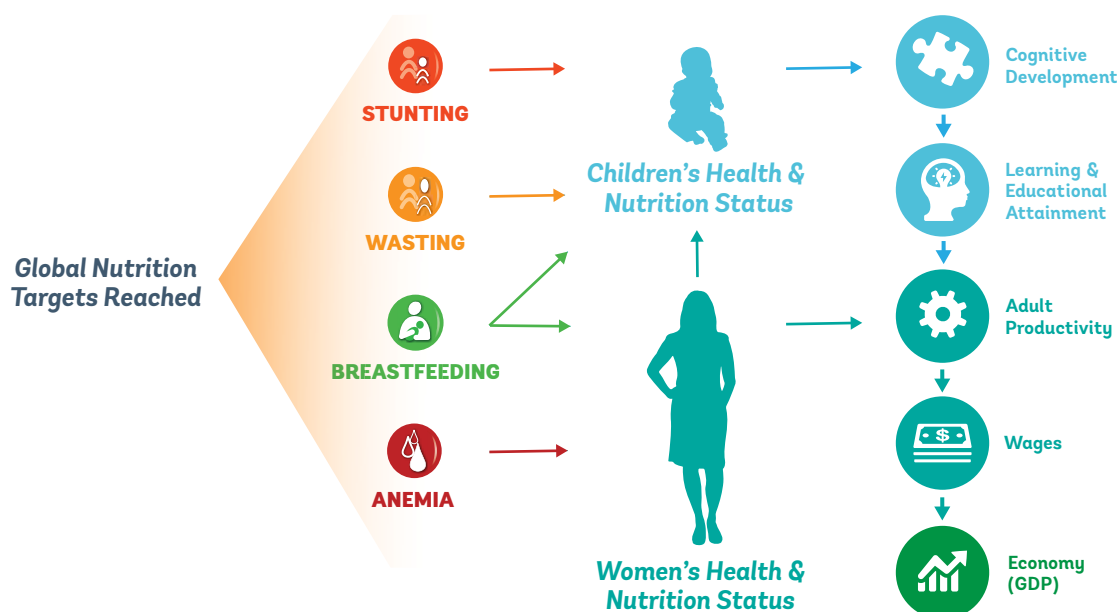 Global Nutrition
Targets Reached
STUNTING
WASTING
BREASTFEEDING
ANEMIA
Children's Health &
Nutrition Status
Women's Health &
Nutrition Status
Cognitive
Development
Learning &
Educational
Attainment
Adult
Productivity
$
Wages
Economy
(GDP)